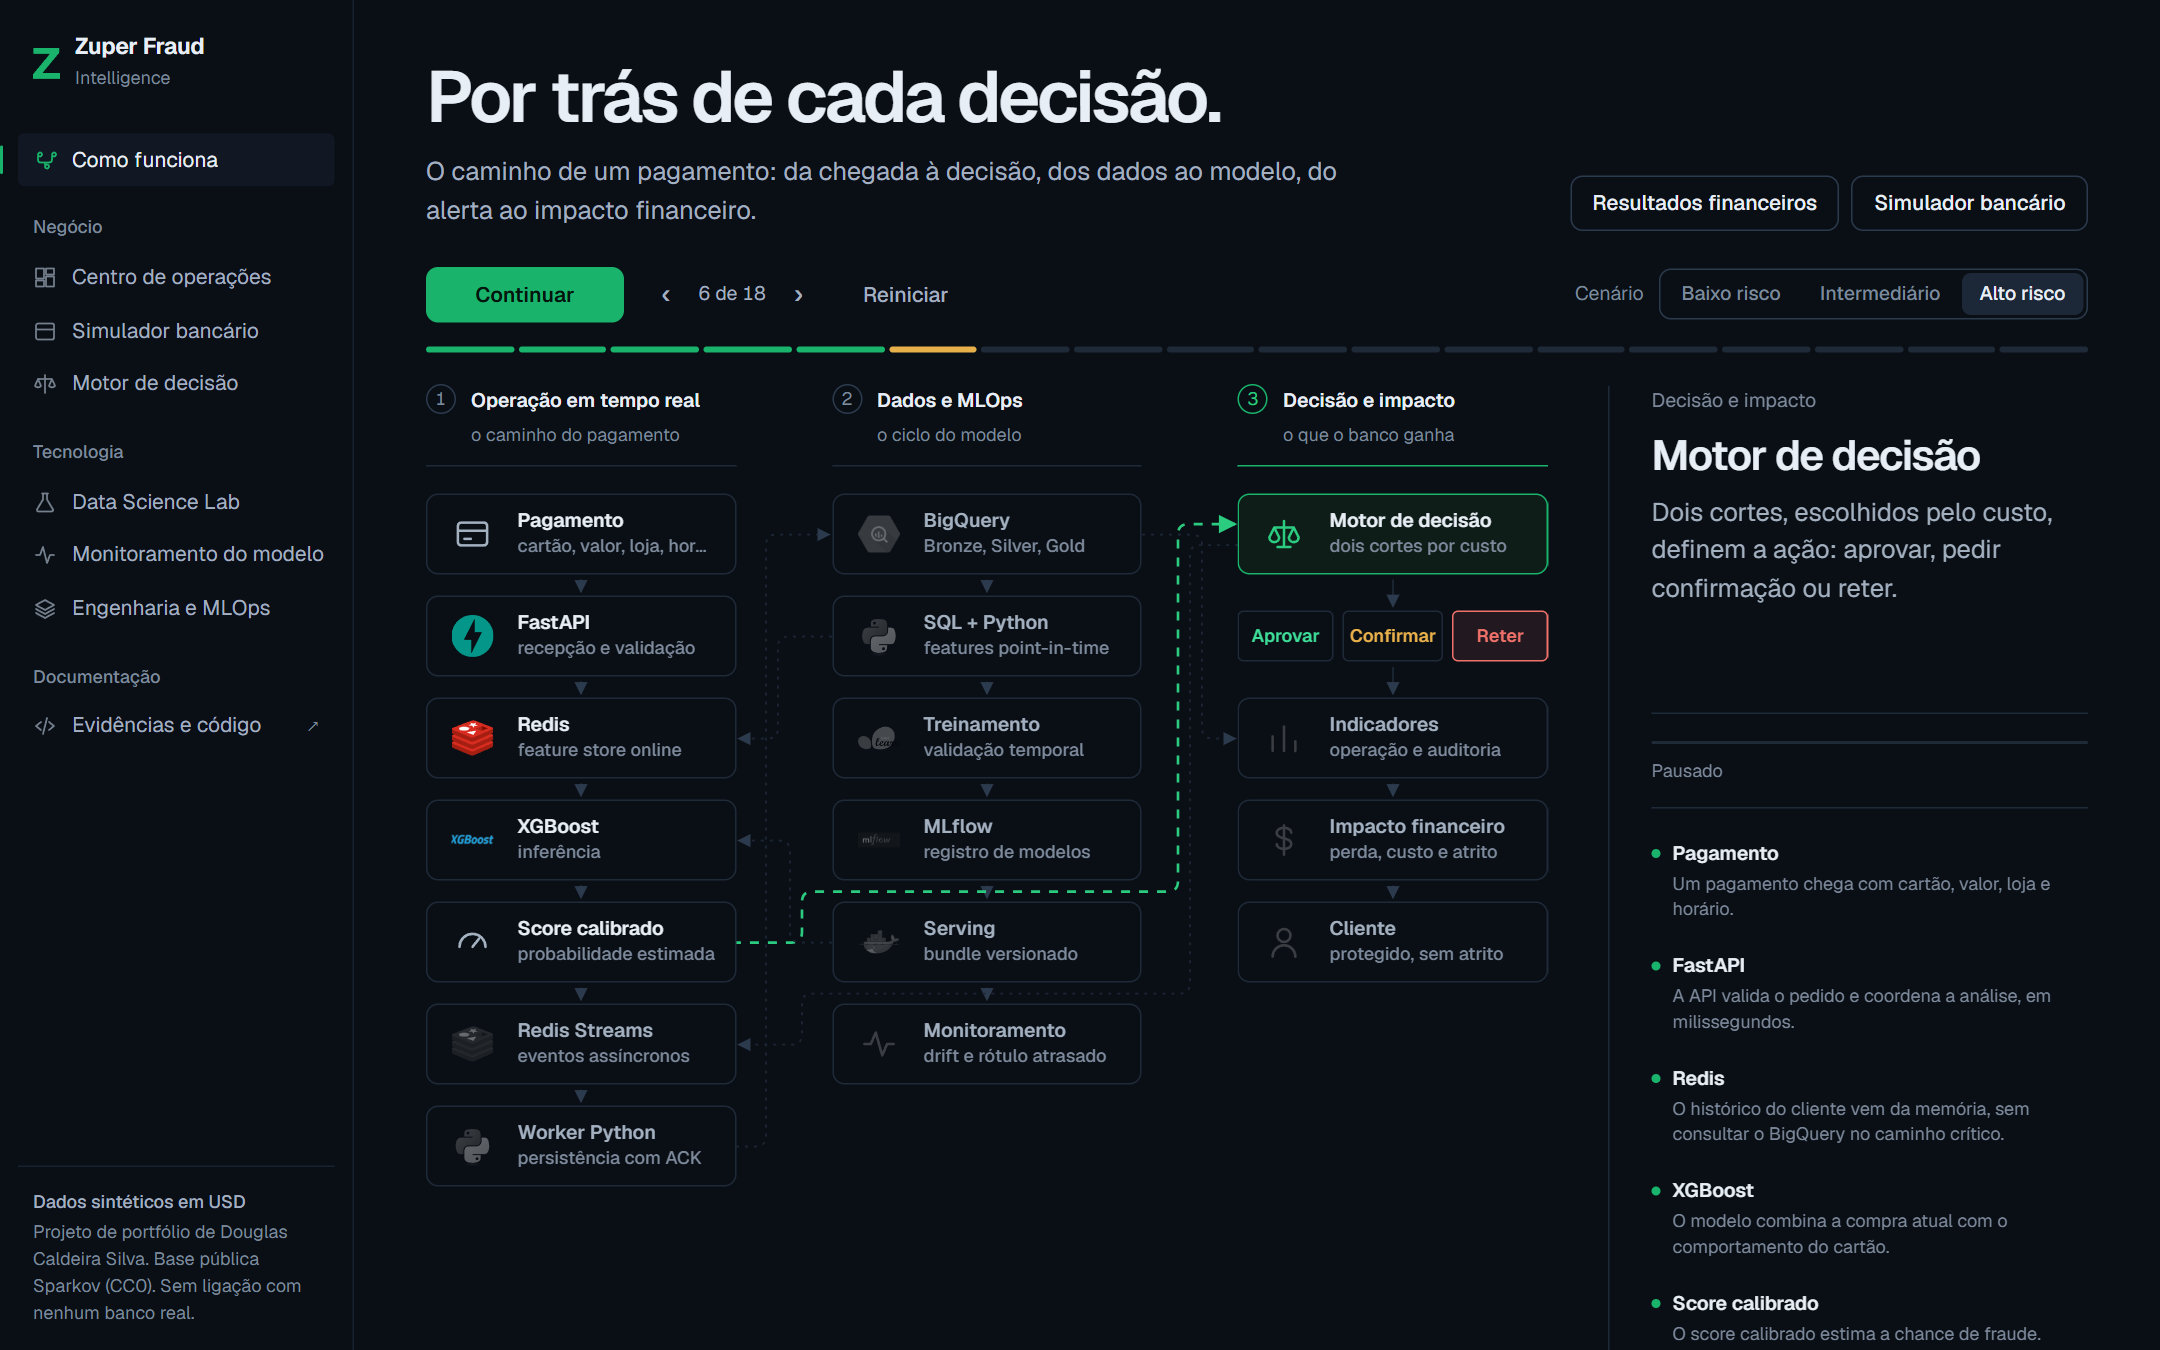 Zuper Fraud
Intelligence
Como funciona
Negócio
Centro de operações
Simulador bancário
Motor de decisão
Tecnologia
Data Science Lab
Monitoramento do modelo
Engenharia e MLOps
Documentação
Evidências e código ↗
Dados sintéticos em USD
Projeto de portfólio de Douglas
Caldeira Silva. Base pública
Sparkov (CC0). Sem ligação com
nenhum banco real.
Por trás de cada decisão.
O caminho de um pagamento: da chegada à decisão, dos dados ao modelo, do
alerta ao impacto financeiro.
Resultados financeiros
Simulador bancário
Continuar
‹ 6 de 18 ›
Reiniciar
Cenário
Baixo risco
Intermediário
Alto risco
1 Operação em tempo real
o caminho do pagamento
Pagamento
cartão, valor, loja, hor...
FastAPI
recepção e validação
Redis
feature store online
XGBoost
XGBoost
inferência
Score calibrado
probabilidade estimada
Redis Streams
eventos assíncronos
Worker Python
persistência com ACK
2 Dados e MLOps
o ciclo do modelo
BigQuery
Bronze, Silver, Gold
SQL + Python
features point-in-time
Treinamento
validação temporal
mlflow
MLflow
registro de modelos
Serving
bundle versionado
Monitoramento
drift e rótulo atrasado
3 Decisão e impacto
o que o banco ganha
Motor de decisão
dois cortes por custo
Aprovar
Confirmar
Reter
Indicadores
operação e auditoria
Impacto financeiro
perda, custo e atrito
Cliente
protegido, sem atrito
Decisão e impacto
Motor de decisão
Dois cortes, escolhidos pelo custo,
definem a ação: aprovar, pedir
confirmação ou reter.
Pausado
Pagamento
Um pagamento chega com cartão, valor, loja e
horário.
FastAPI
A API valida o pedido e coordena a análise, em
milissegundos.
Redis
O histórico do cliente vem da memória, sem
consultar o BigQuery no caminho crítico.
XGBoost
O modelo combina a compra atual com o
comportamento do cartão.
Score calibrado
O score calibrado estima a chance de fraude.